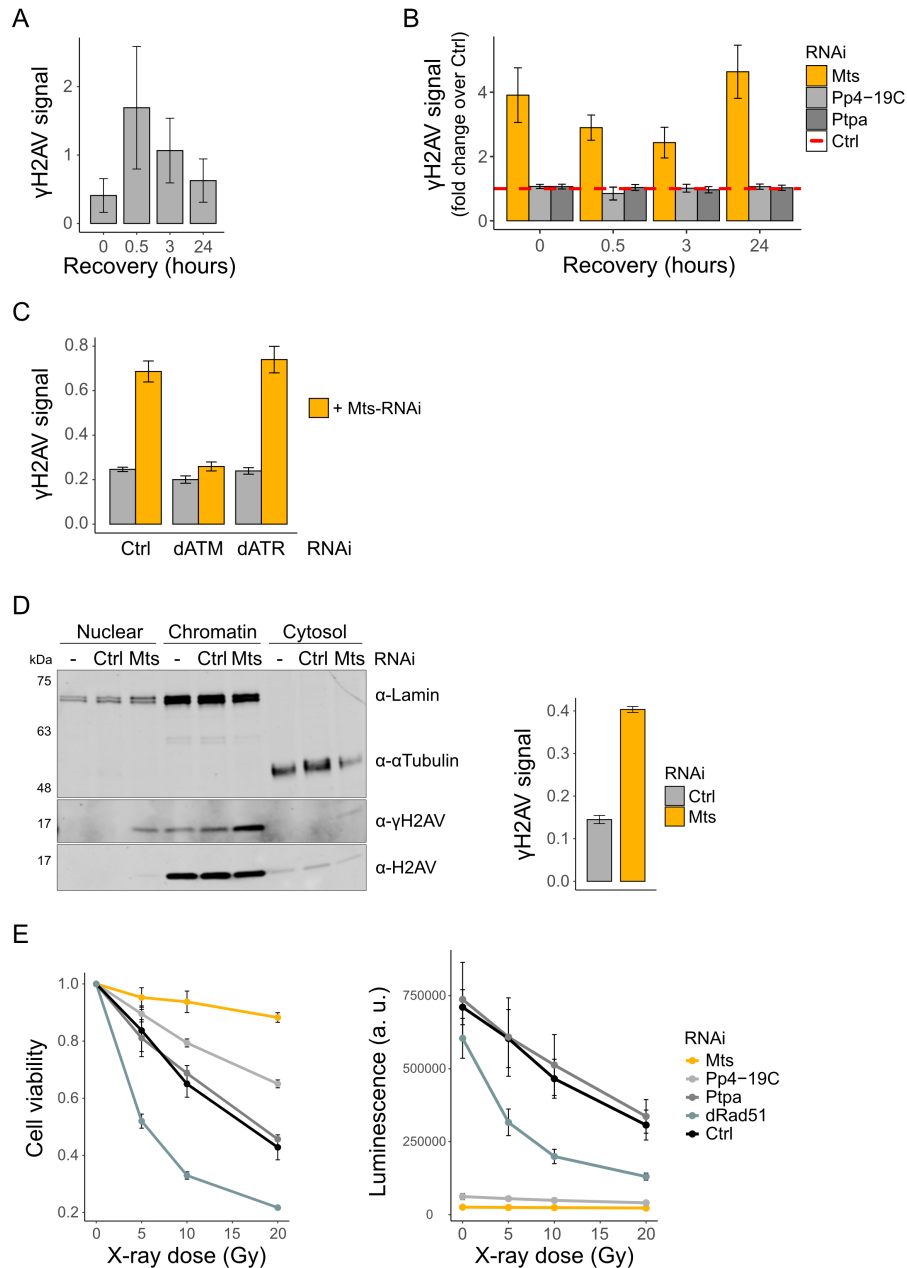 A
γH2AV signal
2
1
0
0 0.5 3 24
Recovery (hours)
B
γH2AV signal
(fold change over Ctrl)
4
2
0
0 0.5 3 24
Recovery (hours)
RNAi
Mts
Pp4−19C
Ptpa
Ctrl
C
γH2AV signal
0.8
0.6
0.4
0.2
0.0
Ctrl dATM dATR RNAi
+ Mts-RNAi
D
Nuclear Chromatin Cytosol
kDa - Ctrl Mts - Ctrl Mts - Ctrl Mts RNAi
75
α-Lamin
63
α-αTubulin
48
17
α-γH2AV
17
α-H2AV
γH2AV signal
0.4
0.3
0.2
0.1
0.0
RNAi
Ctrl
Mts
E
Cell viability
1.0
0.8
0.6
0.4
0.2
0 5 10 15 20
X-ray dose (Gy)
Luminescence (a. u.)
750000
500000
250000
0
0 5 10 15 20
X-ray dose (Gy)
RNAi
Mts
Pp4−19C
Ptpa
dRad51
Ctrl